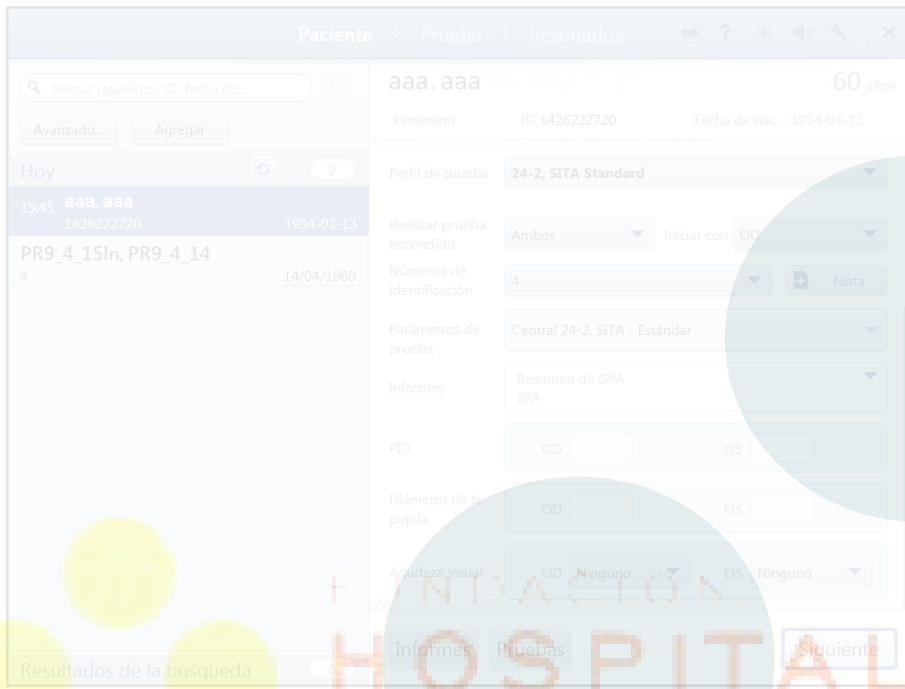 Paciente > Prueba > Resultados ?
Buscar (apellidos, ID, fecha de...
Avanzado... Agregar
Hoy 2
15:45 aaa, aaa
1426222720 1954-03-13
PR9_4_15ln, PR9_4_14
4 14/04/1960
Resultados de la búsqueda 0
aaa, aaa 60 años
Femenino ID 1426222720 Fecha de nac. 1954-03-13
Perfil de prueba 24-2, SITA Standard
Realizar prueba encendido Ambos Iniciar con OD
Números de identificación 4 Nota
Parámetros de prueba Central 24-2, SITA - Estándar
Informes Resumen de GPA
SFA
PIO OD OS
Diámetro de la pupila OD OS
Agudeza visual OD Ninguno OS Ninguno
Informes Pruebas Siguiente
FUNDACIÓN
HOSPITAL